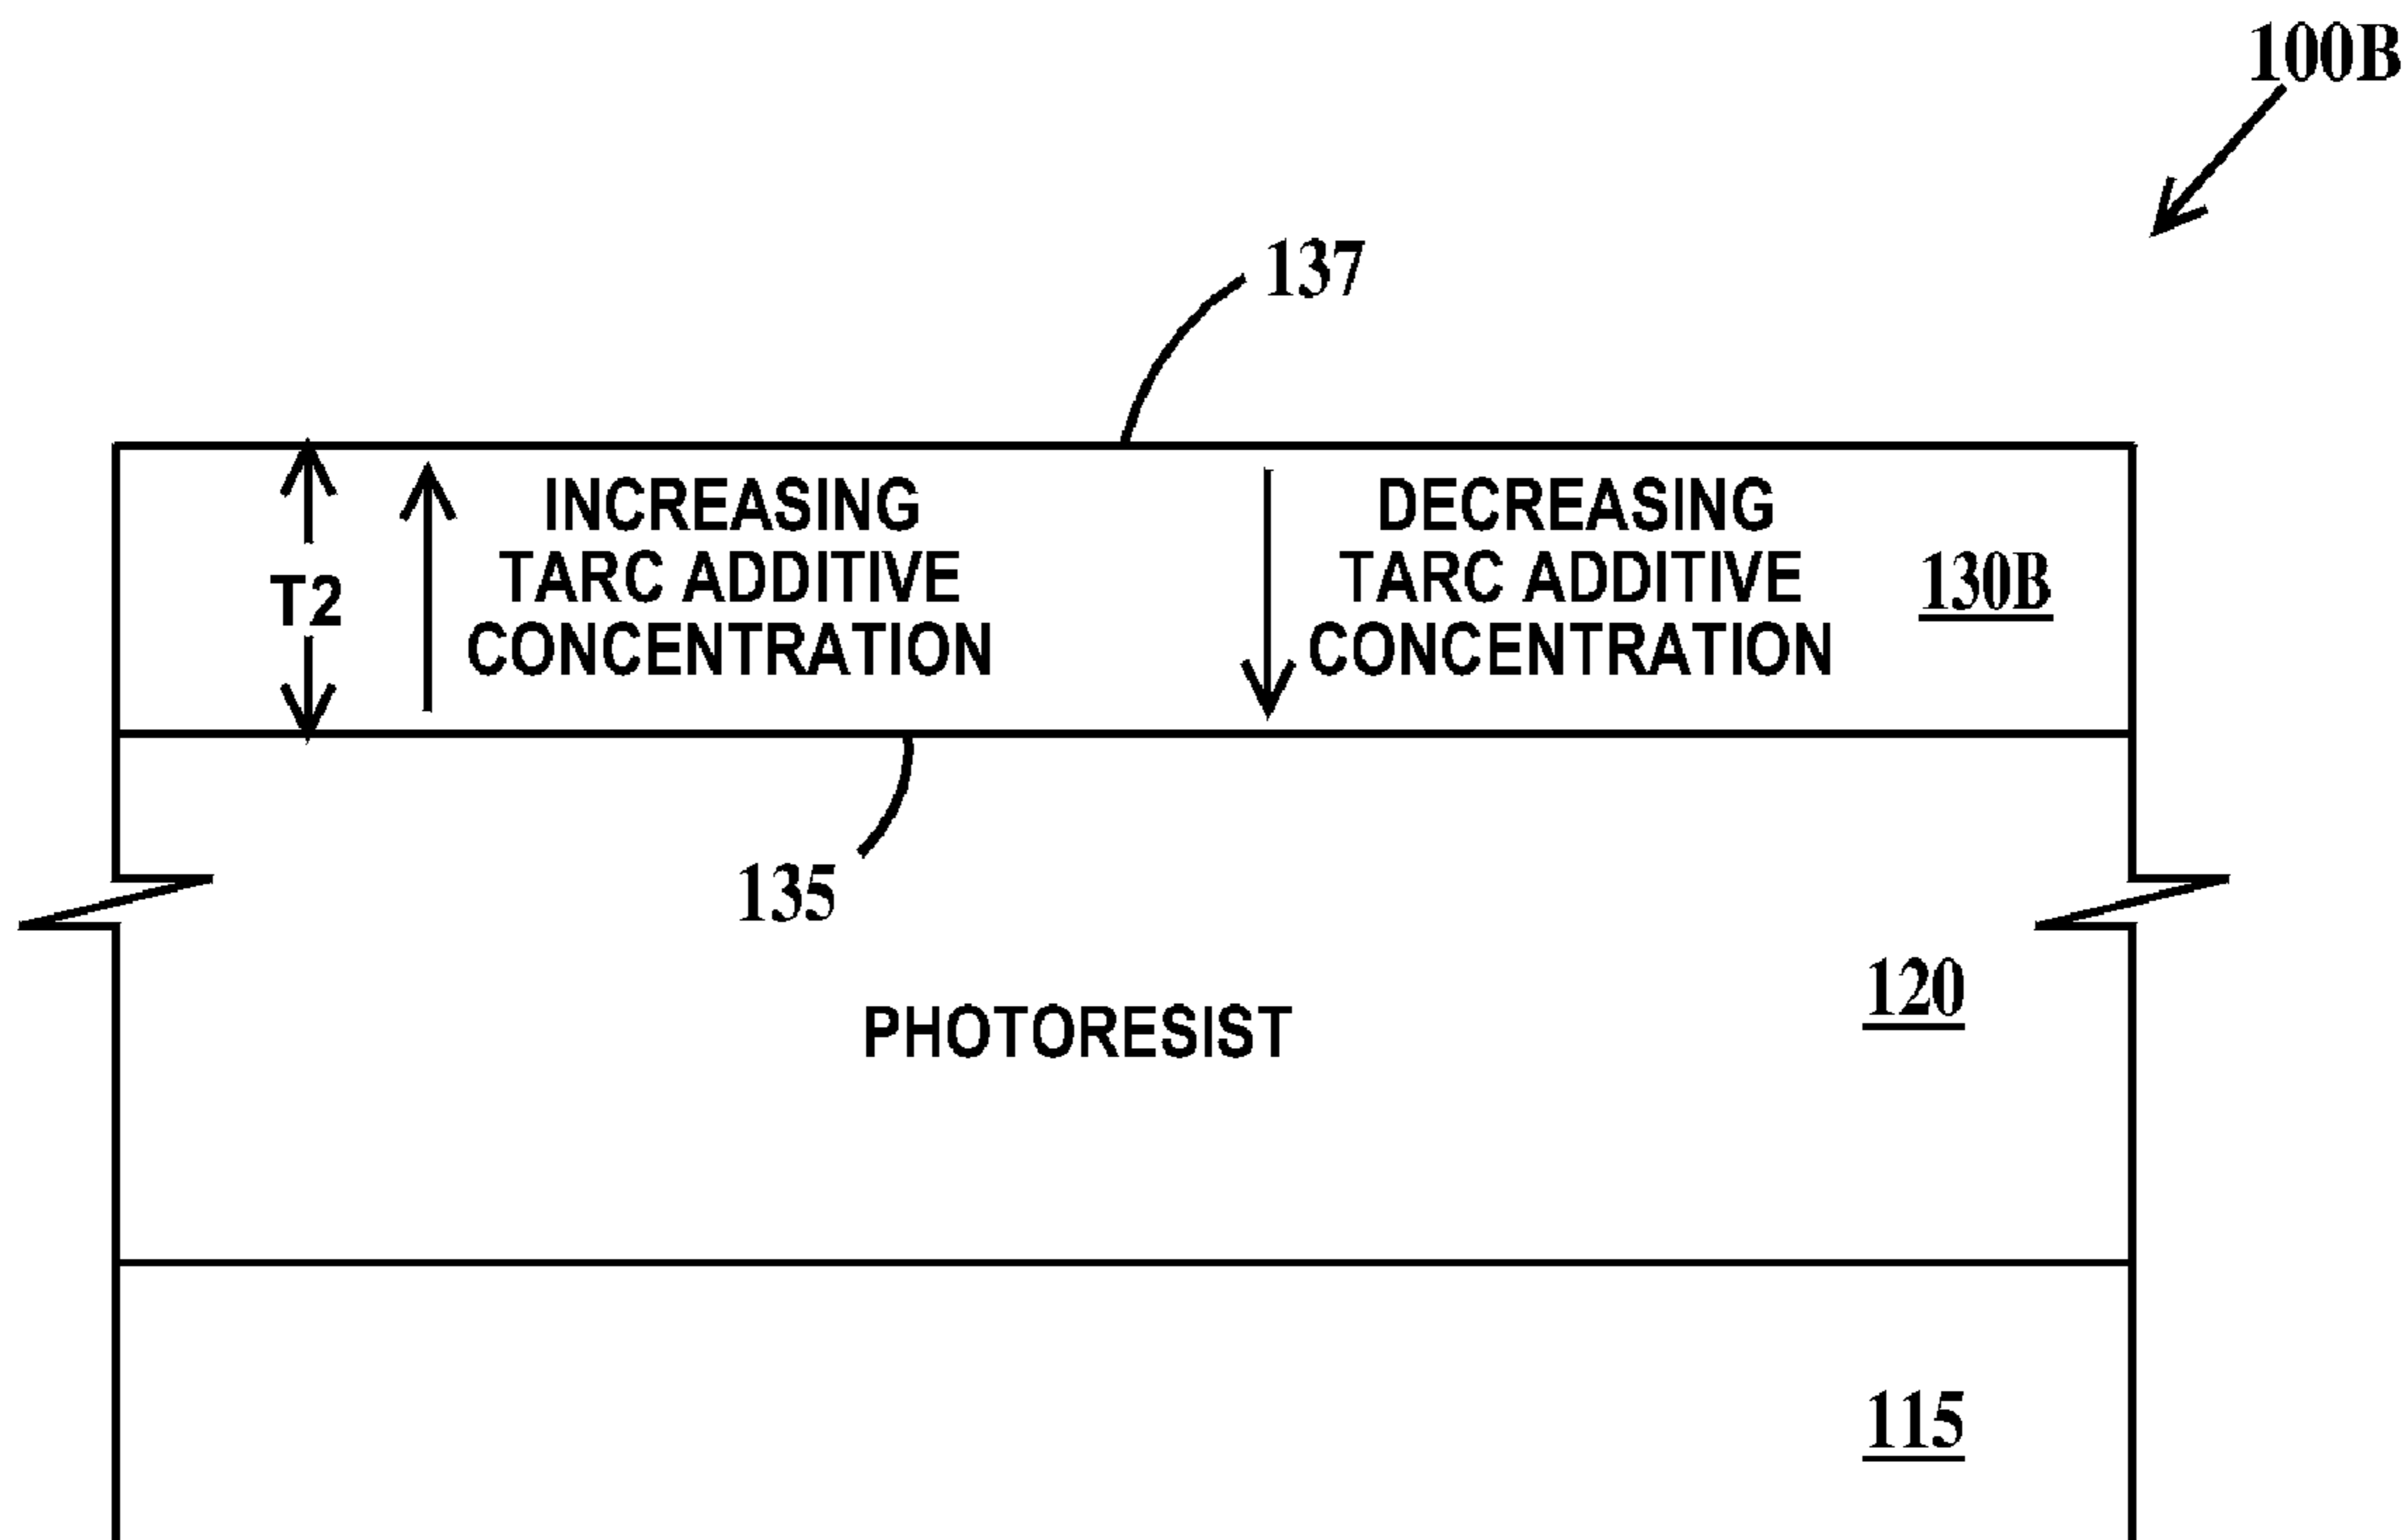 100B
137
INCREASING
TARC ADDITIVE
CONCENTRATION
T2
DECREASING
TARC ADDITIVE
CONCENTRATION
130B
135
120
PHOTORESIST
115